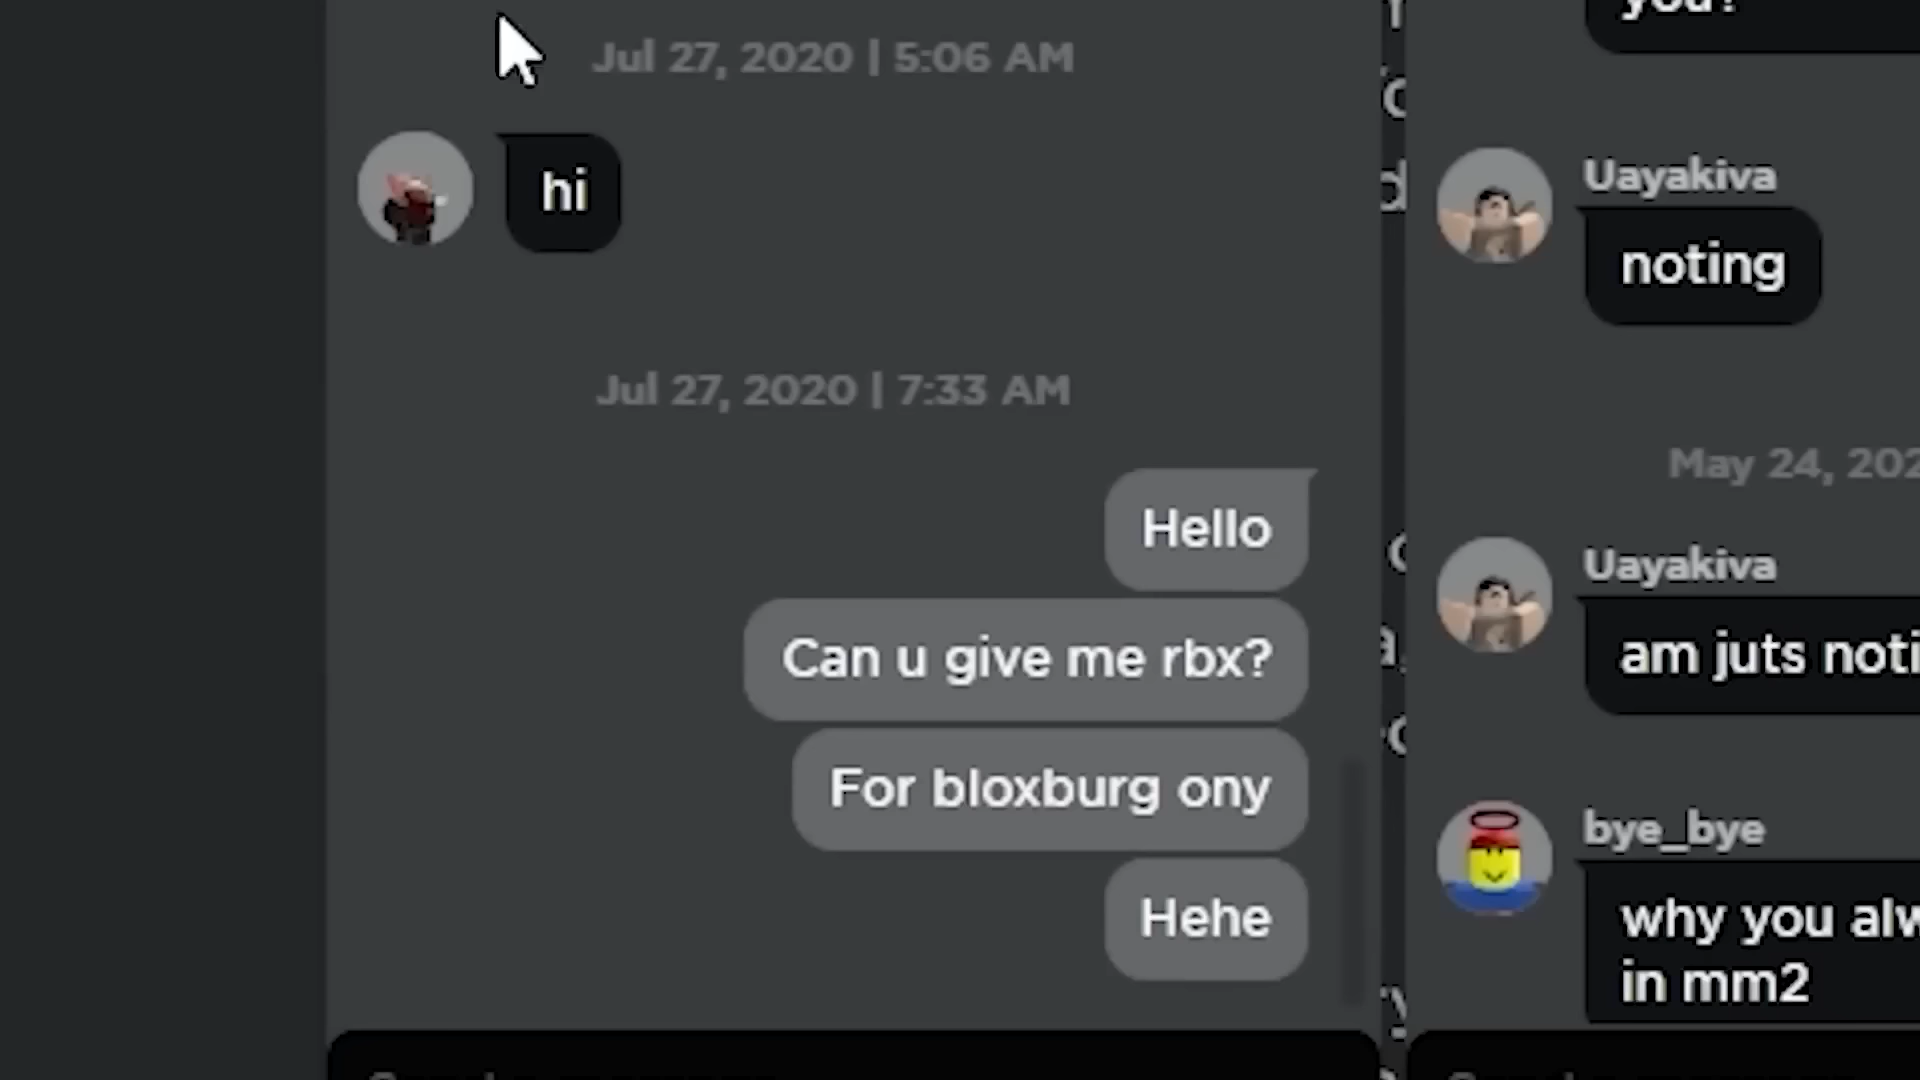 Jul 27, 2020 | 5:06 AM
hi
Jul 27, 2020 | 7:33 AM
Hello
Can u give me rbx?
For bloxburg ony
Hehe
you?
Uayakiva
noting
May 24, 202
Uayakiva
am juts noti
bye_bye
why you alw
in mm2